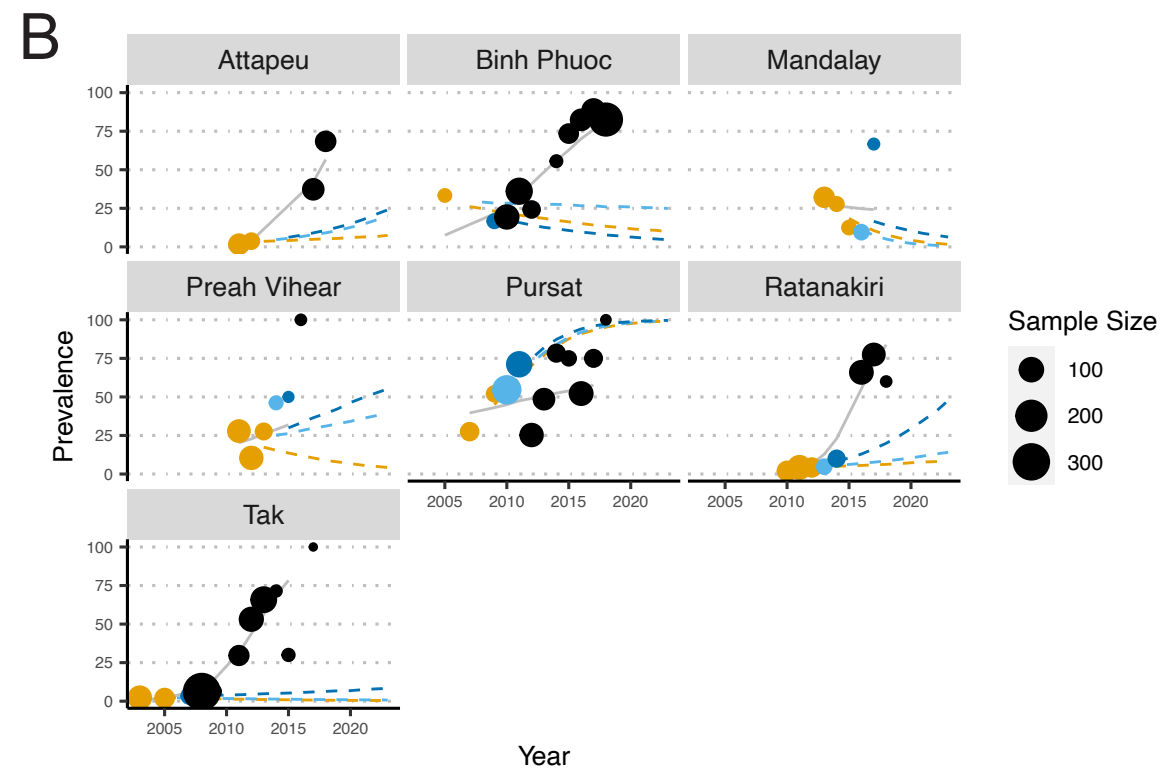 B
Attapeu Binh Phuoc Mandalay
100
75
50
25
0
Preah Vihear Pursat Ratanakiri
100
75
50
25
0
2005 2010 2015 2020 2005 2010 2015 2020
Tak
100
75
50
25
0
2005 2010 2015 2020
Prevalence
Year
Sample Size
100
200
300